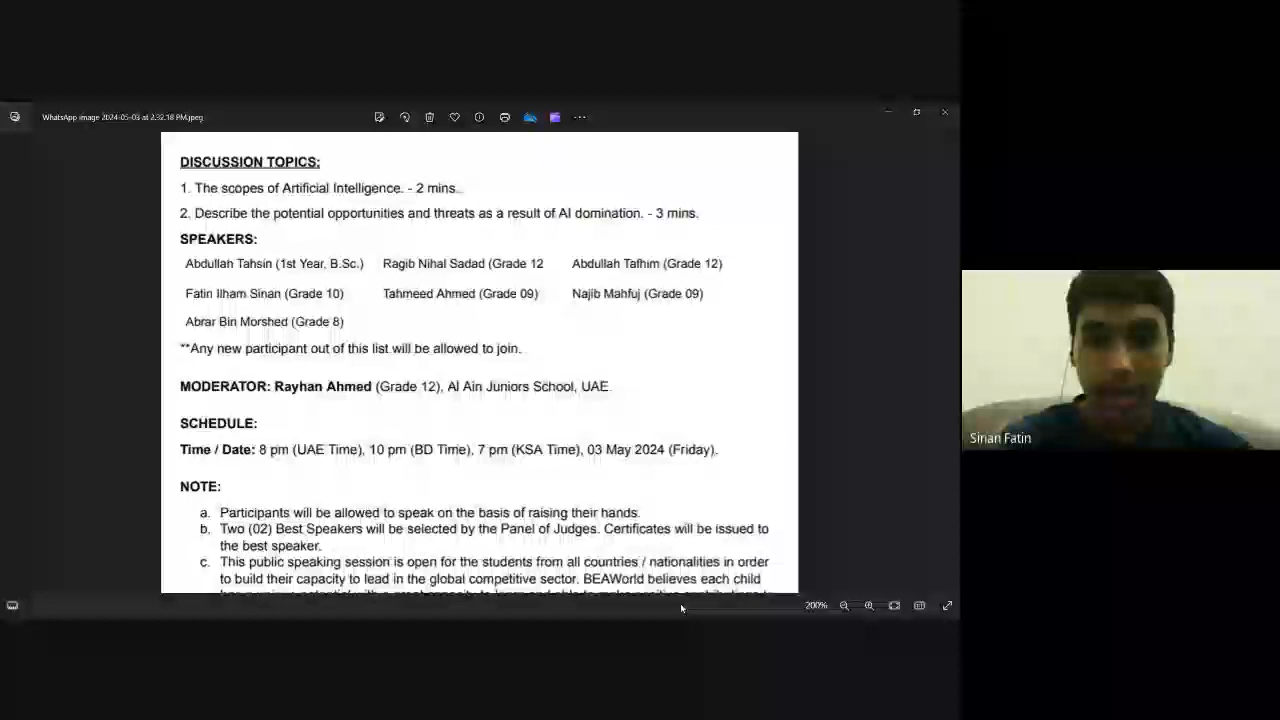 WhatsApp image 2024-05-03 at 2.32.18 PM.jpeg
DISCUSSION TOPICS:
1. The scopes of Artificial Intelligence. - 2 mins.
2. Describe the potential opportunities and threats as a result of AI domination. - 3 mins.
SPEAKERS:
Abdullah Tahsin (1st Year, B.Sc.) Ragib Nihal Sadad (Grade 12 Abdullah Tafhim (Grade 12)
Fatin Ilham Sinan (Grade 10) Tahmeed Ahmed (Grade 09) Najib Mahfuj (Grade 09)
Abrar Bin Morshed (Grade 8)
**Any new participant out of this list will be allowed to join.
MODERATOR: Rayhan Ahmed (Grade 12), Al Ain Juniors School, UAE
SCHEDULE:
Time / Date: 8 pm (UAE Time), 10 pm (BD Time), 7 pm (KSA Time), 03 May 2024 (Friday).
Sinan Fatin
NOTE:
a. Participants will be allowed to speak on the basis of raising their hands.
b. Two (02) Best Speakers will be selected by the Panel of Judges. Certificates will be issued to
the best speaker.
c. This public speaking session is open for the students from all countries / nationalities in order
to build their capacity to lead in the global competitive sector. BEAWorld believes each child
200%